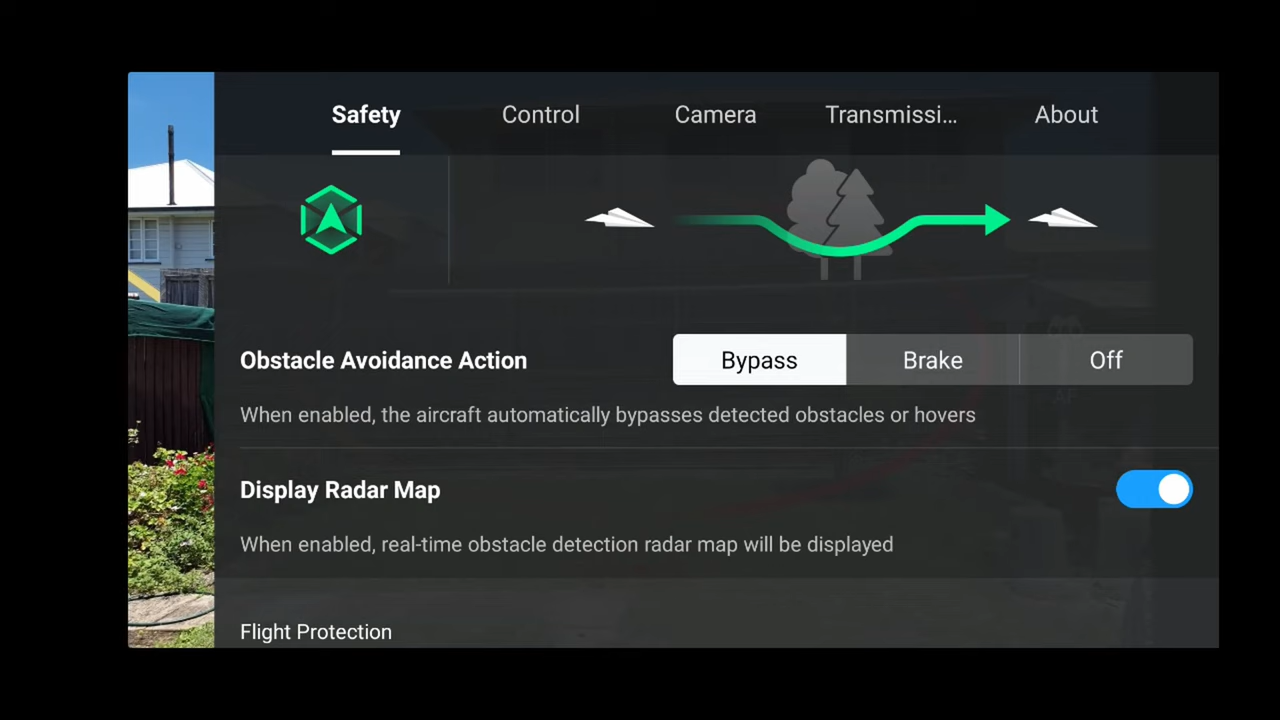 Safety Control Camera Transmissi... About
Obstacle Avoidance Action Bypass Brake Off
When enabled, the aircraft automatically bypasses detected obstacles or hovers
Display Radar Map
When enabled, real-time obstacle detection radar map will be displayed
Flight Protection